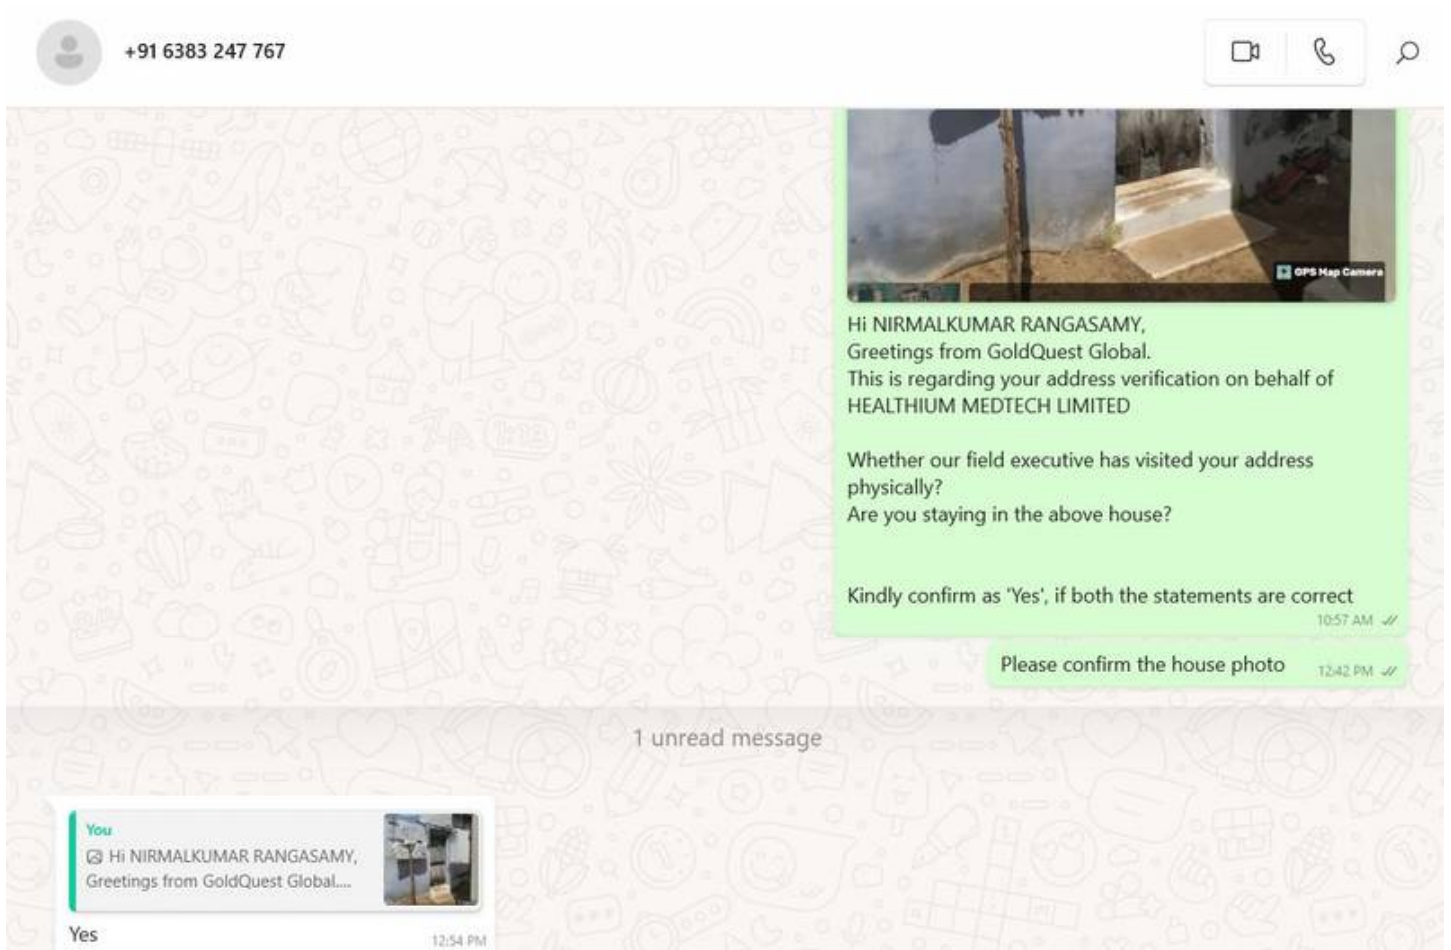 +91 6383 247 767
GPS Map Camera
Hi NIRMALKUMAR RANGASAMY,
Greetings from GoldQuest Global.
This is regarding your address verification on behalf of
HEALTHIUM MEDTECH LIMITED
Whether our field executive has visited your address
physically?
Are you staying in the above house?
Kindly confirm as 'Yes', if both the statements are correct
10:57 AM
Please confirm the house photo 12:42 PM
1 unread message
You
Hi NIRMALKUMAR RANGASAMY,
Greetings from GoldQuest Global....
Yes
12:54 PM